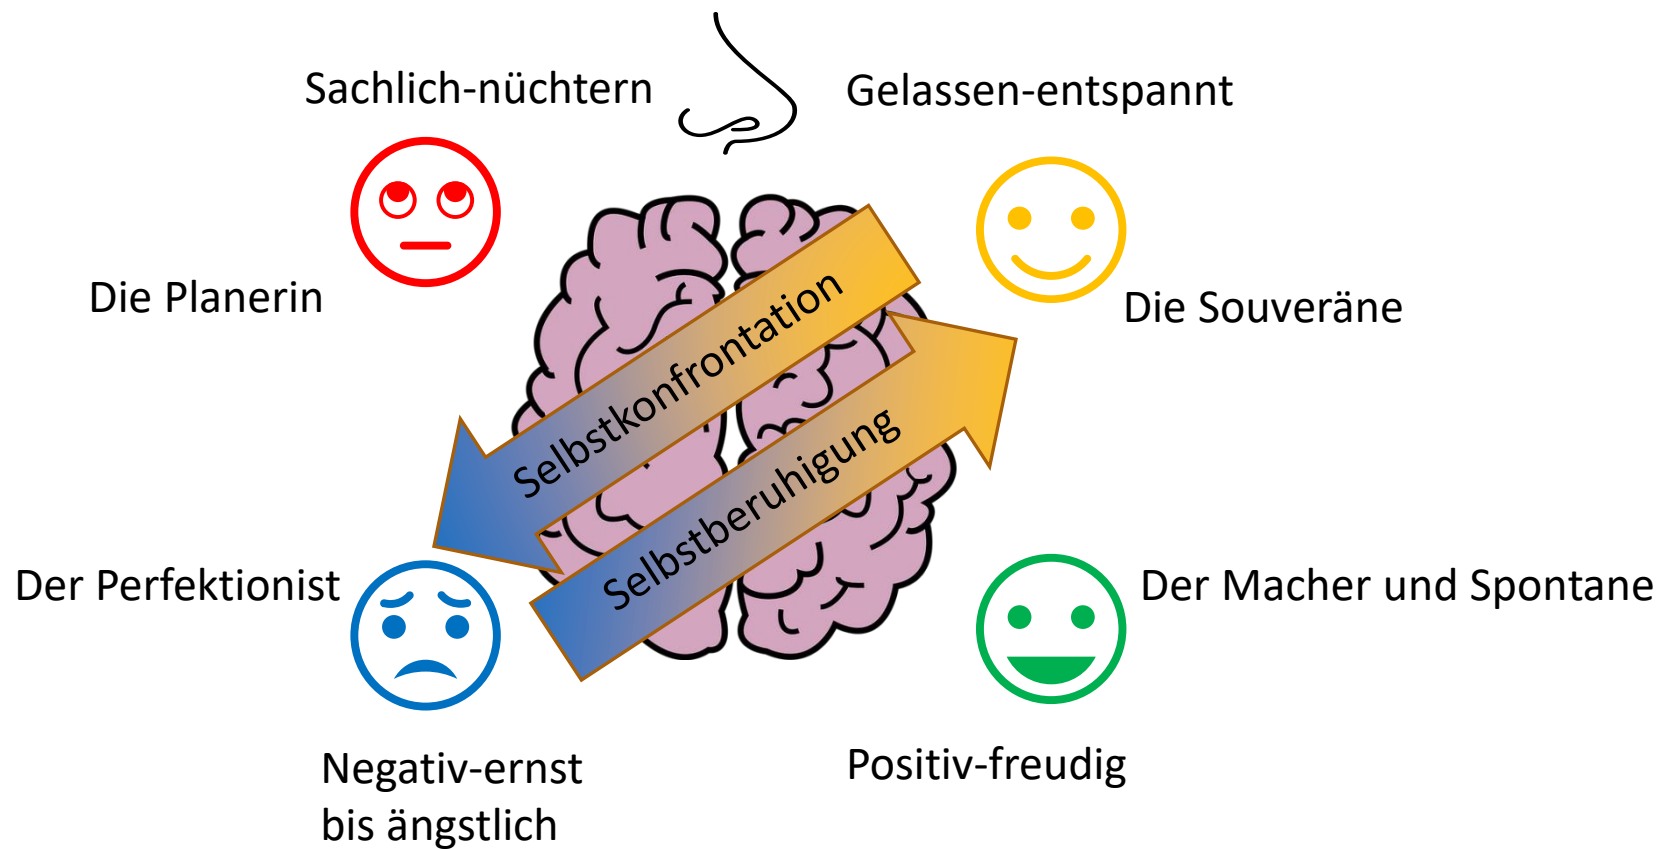 Sachlich-nüchtern
Gelassen-entspannt
Die Planerin
Die Souveräne
Selbstkonfrontation
Selbstberuhigung
Der Perfektionist
Der Macher und Spontane
Negativ-ernst
bis ängstlich
Positiv-freudig